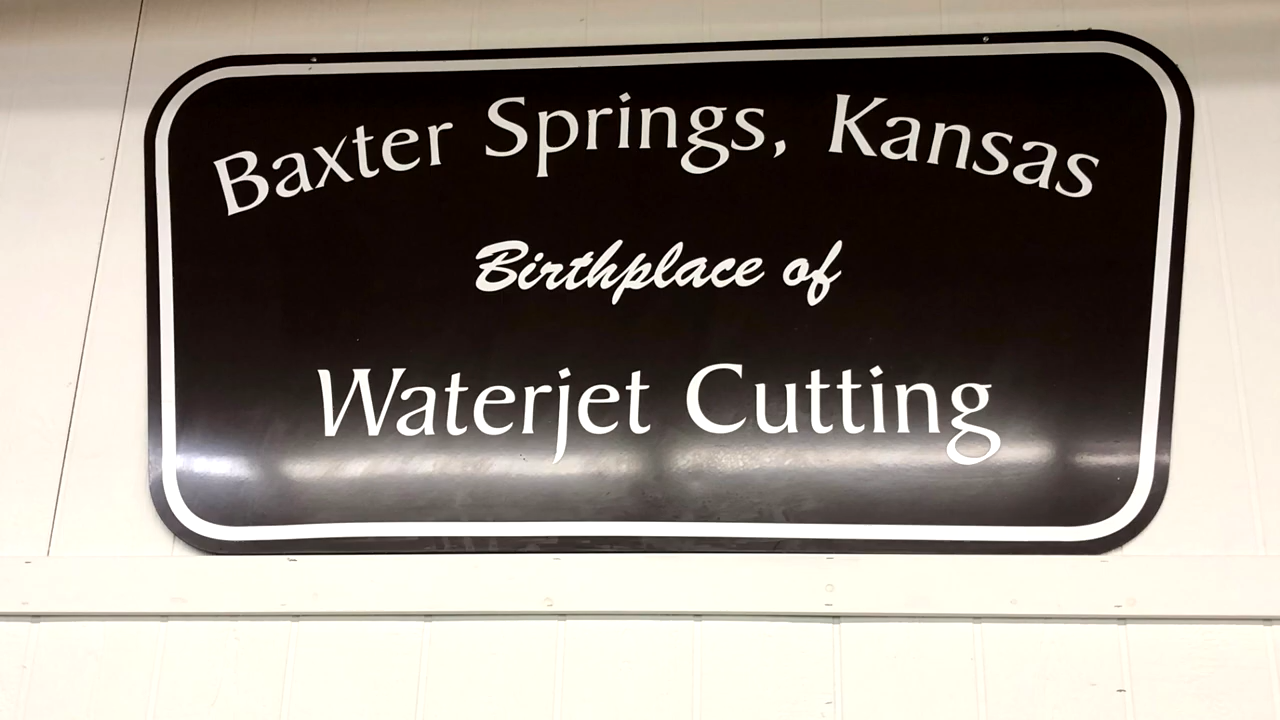 Baxter Springs, Kansas
Birthplace of
Waterjet Cutting